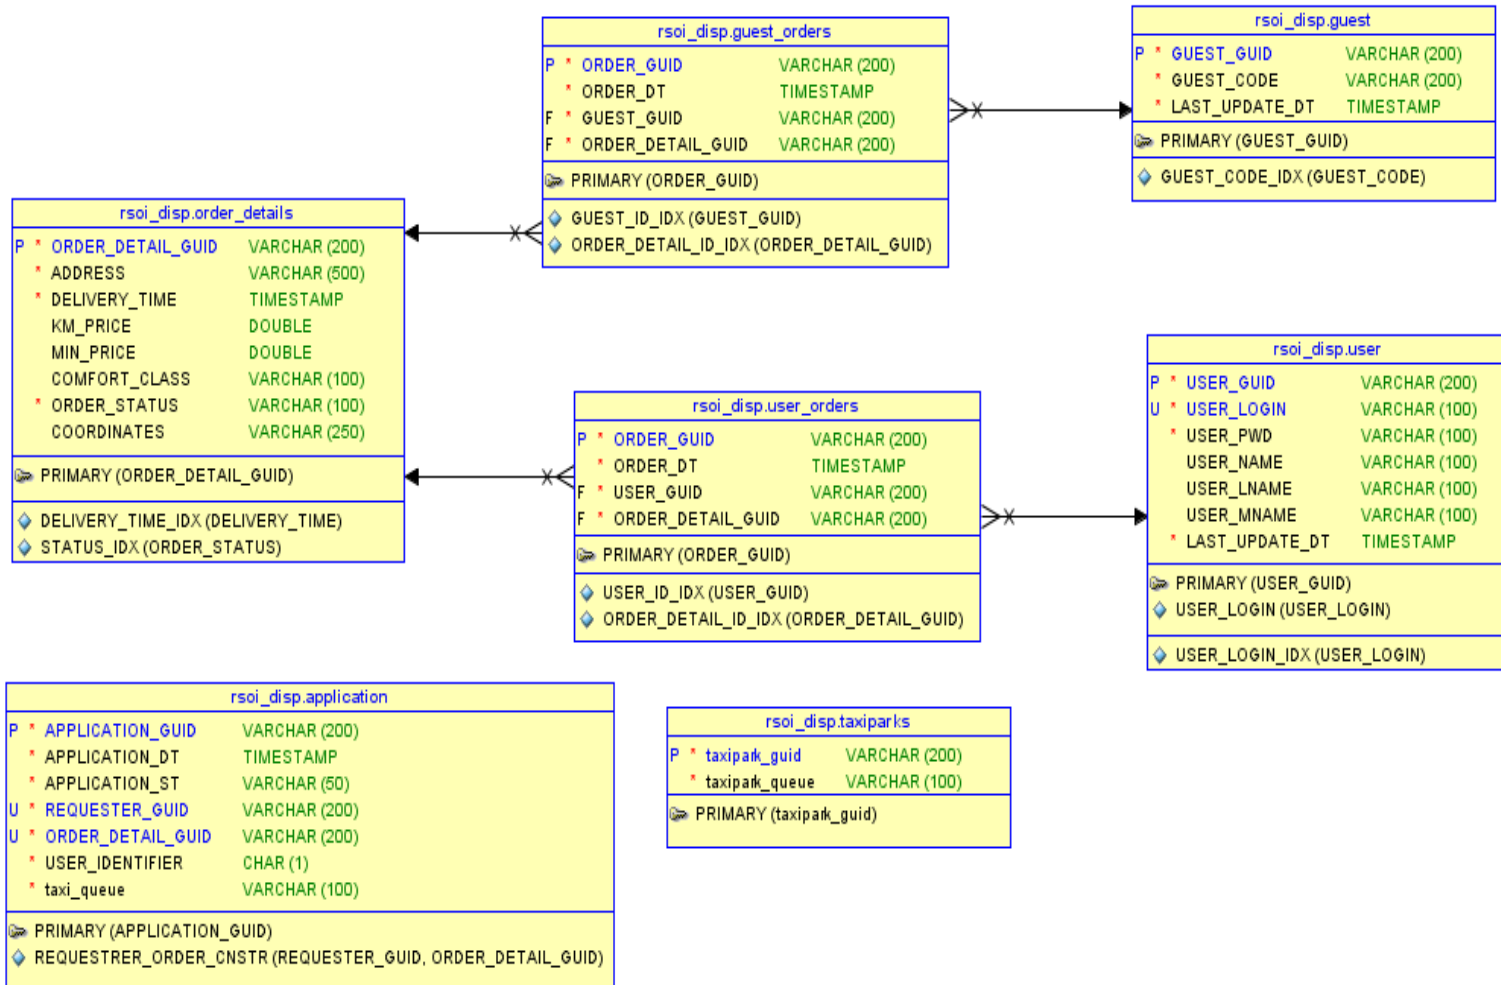 rsoi_disp.guest_orders
P * ORDER_GUID VARCHAR (200)
* ORDER_DT TIMESTAMP
F * GUEST_GUID VARCHAR (200)
F * ORDER_DETAIL_GUID VARCHAR (200)
PRIMARY (ORDER_GUID)
GUEST_ID_IDX (GUEST_GUID)
ORDER_DETAIL_ID_IDX (ORDER_DETAIL_GUID)
rsoi_disp.guest
P * GUEST_GUID VARCHAR (200)
* GUEST_CODE VARCHAR (200)
* LAST_UPDATE_DT TIMESTAMP
PRIMARY (GUEST_GUID)
GUEST_CODE_IDX (GUEST_CODE)
rsoi_disp.order_details
P * ORDER_DETAIL_GUID VARCHAR (200)
* ADDRESS VARCHAR (500)
* DELIVERY_TIME TIMESTAMP
KM_PRICE DOUBLE
MIN_PRICE DOUBLE
COMFORT_CLASS VARCHAR (100)
* ORDER_STATUS VARCHAR (100)
COORDINATES VARCHAR (250)
PRIMARY (ORDER_DETAIL_GUID)
DELIVERY_TIME_IDX (DELIVERY_TIME)
STATUS_IDX (ORDER_STATUS)
rsoi_disp.user_orders
P * ORDER_GUID VARCHAR (200)
* ORDER_DT TIMESTAMP
F * USER_GUID VARCHAR (200)
F * ORDER_DETAIL_GUID VARCHAR (200)
PRIMARY (ORDER_GUID)
USER_ID_IDX (USER_GUID)
ORDER_DETAIL_ID_IDX (ORDER_DETAIL_GUID)
rsoi_disp.user
P * USER_GUID VARCHAR (200)
U * USER_LOGIN VARCHAR (100)
* USER_PWD VARCHAR (100)
USER_NAME VARCHAR (100)
USER_LNAME VARCHAR (100)
USER_MNAME VARCHAR (100)
* LAST_UPDATE_DT TIMESTAMP
PRIMARY (USER_GUID)
USER_LOGIN (USER_LOGIN)
USER_LOGIN_IDX (USER_LOGIN)
rsoi_disp.application
P * APPLICATION_GUID VARCHAR (200)
* APPLICATION_DT TIMESTAMP
* APPLICATION_ST VARCHAR (50)
U * REQUESTER_GUID VARCHAR (200)
U * ORDER_DETAIL_GUID VARCHAR (200)
* USER_IDENTIFIER CHAR (1)
* taxi_queue VARCHAR (100)
PRIMARY (APPLICATION_GUID)
REQUESTRER_ORDER_CNSTR (REQUESTER_GUID, ORDER_DETAIL_GUID)
rsoi_disp.taxiparks
P * taxipark_guid VARCHAR (200)
* taxipark_queue VARCHAR (100)
PRIMARY (taxipark_guid)